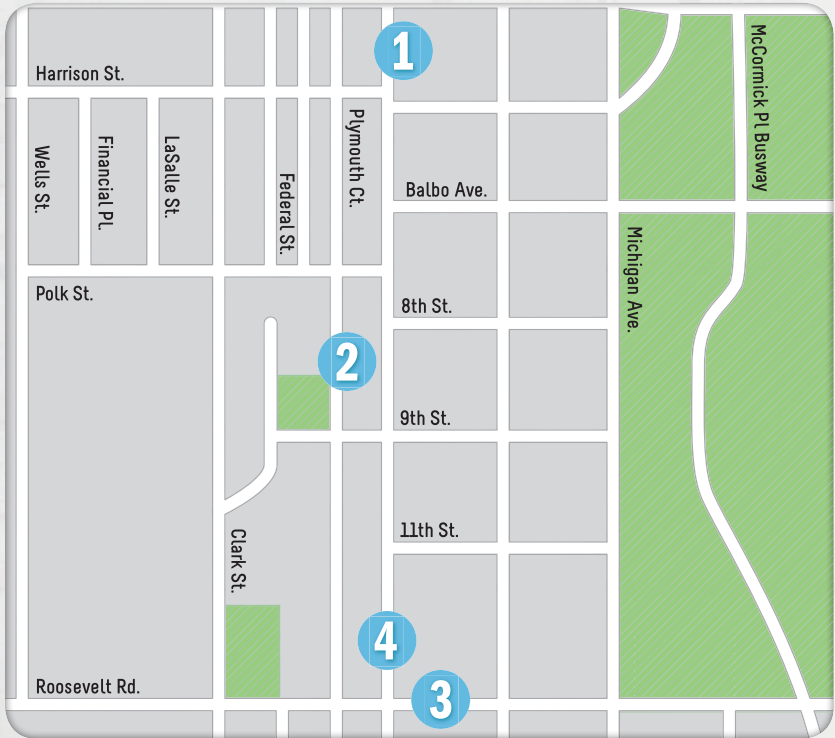 1
McCormick Pl Busway
Harrison St.
Wells St.
Financial Pl.
LaSalle St.
Federal St.
Plymouth Ct.
Balbo Ave.
Michigan Ave.
Polk St.
8th St.
2
9th St.
11th St.
Clark St.
4
Roosevelt Rd.
3